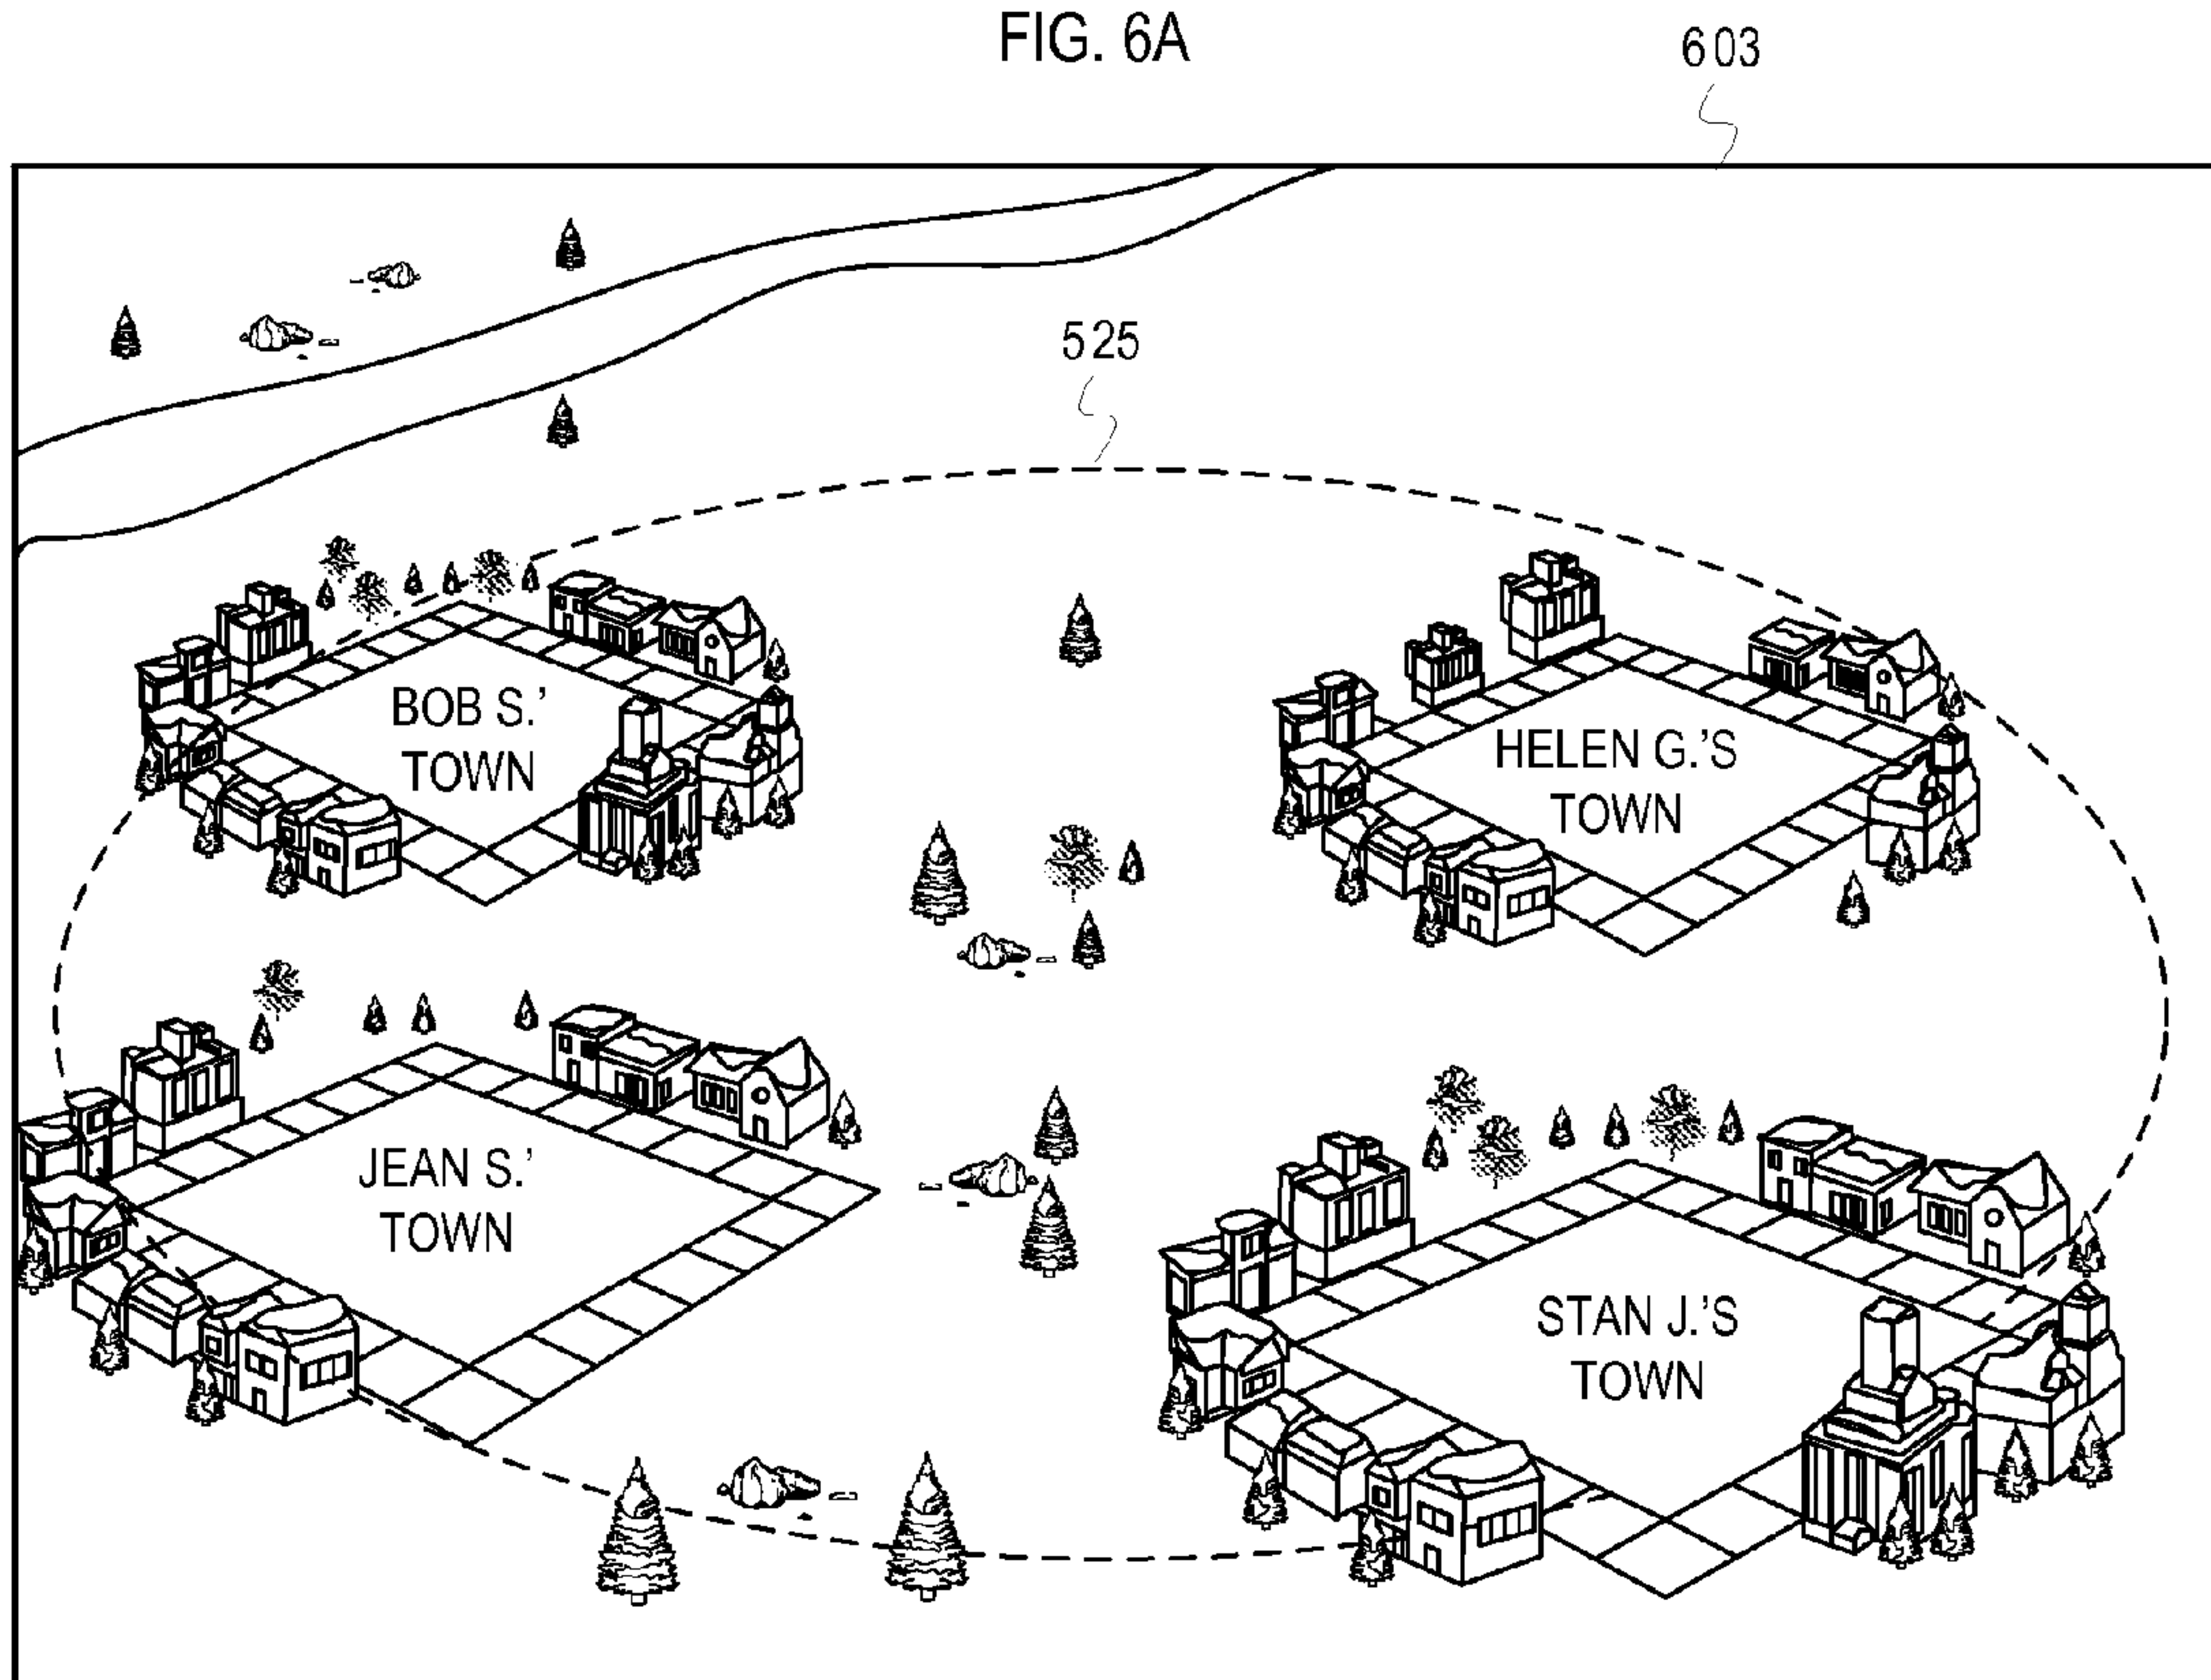 FIG. 6A
603
525
BOB S.'
TOWN
HELEN G.'S
TOWN
JEAN S.'
TOWN
STAN J.'S
TOWN